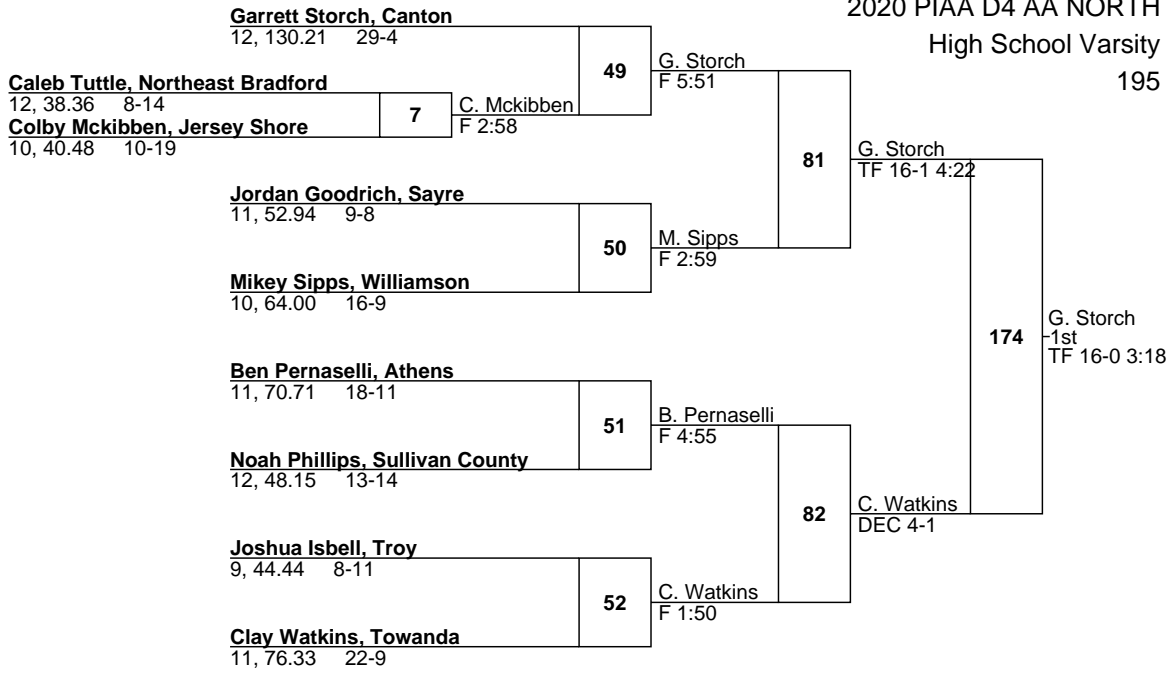 2020 PIAA D4 AA NORTH
High School Varsity
195
Garrett Storch, Canton
12, 130.21 29-4
Caleb Tuttle, Northeast Bradford
12, 38.36 8-14
Colby Mckibben, Jersey Shore
10, 40.48 10-19
7
C. Mckibben
F 2:58
49
G. Storch
F 5:51
Jordan Goodrich, Sayre
11, 52.94 9-8
Mikey Sipps, Williamson
10, 64.00 16-9
50
M. Sipps
F 2:59
81
G. Storch
TF 16-1 4:22
Ben Pernaselli, Athens
11, 70.71 18-11
Noah Phillips, Sullivan County
12, 48.15 13-14
51
B. Pernaselli
F 4:55
Joshua Isbell, Troy
9, 44.44 8-11
Clay Watkins, Towanda
11, 76.33 22-9
52
C. Watkins
F 1:50
82
C. Watkins
DEC 4-1
174
G. Storch
1st
TF 16-0 3:18